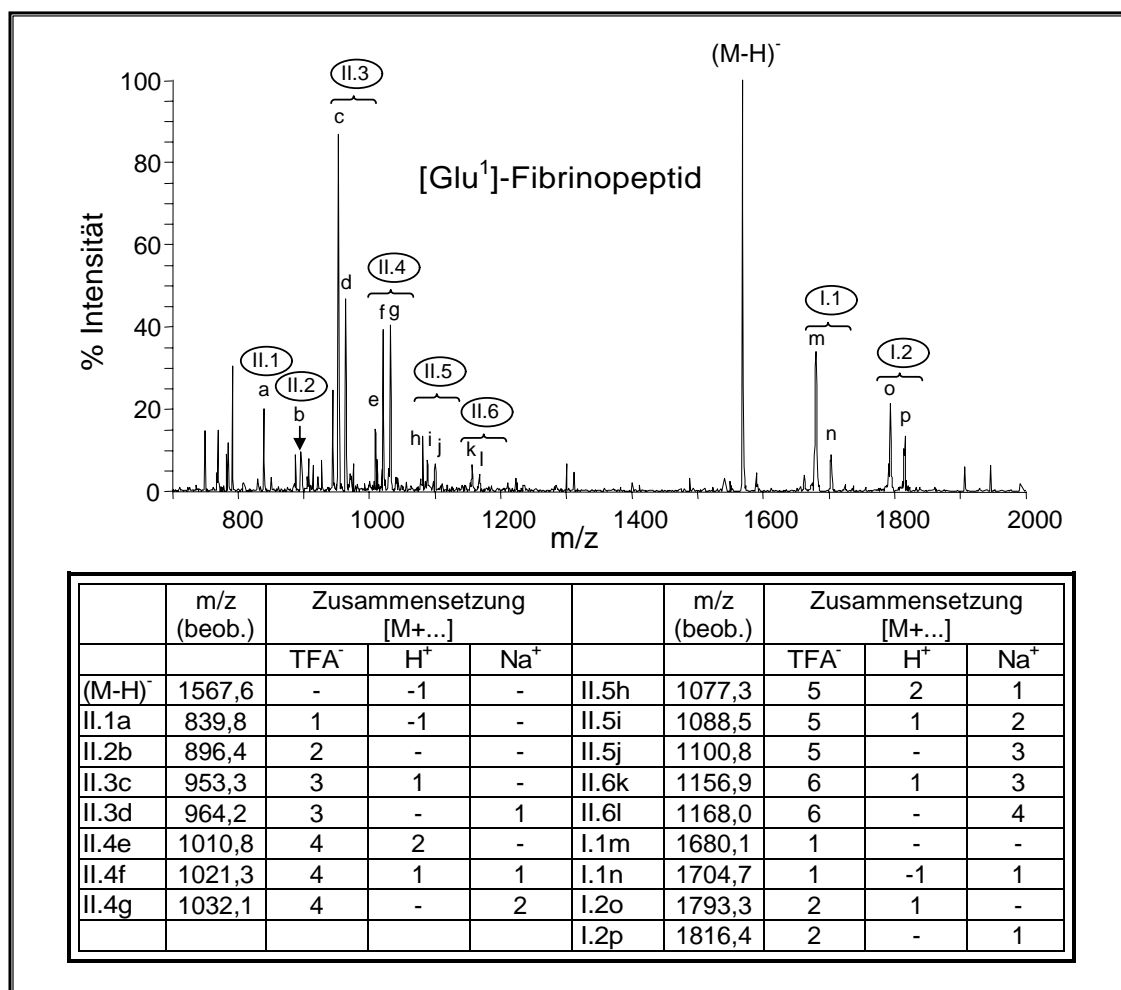 (M-H)⁻
II.3
c
100
80
60
40
20
0
% Intensität
[Glu¹]-Fibrinopeptid
d
II.4
f g
e
II.1
a
II.2
b
II.5
h i j
II.6
k l
I.1
m
n
I.2
o
p
800 1000 1200 1400 1600 1800 2000
m/z
m/z (beob.) Zusammensetzung [M+...] m/z (beob.) Zusammensetzung [M+...]
TFA⁻ H⁺ Na⁺ TFA⁻ H⁺ Na⁺
(M-H)⁻ 1567,6 - -1 - II.5h 1077,3 5 2 1
II.1a 839,8 1 -1 - II.5i 1088,5 5 1 2
II.2b 896,4 2 - - II.5j 1100,8 5 - 3
II.3c 953,3 3 1 - II.6k 1156,9 6 1 3
II.3d 964,2 3 - 1 II.6l 1168,0 6 - 4
II.4e 1010,8 4 2 - I.1m 1680,1 1 - -
II.4f 1021,3 4 1 1 I.1n 1704,7 1 -1 1
II.4g 1032,1 4 - 2 I.2o 1793,3 2 1 -
I.2p 1816,4 2 - 1